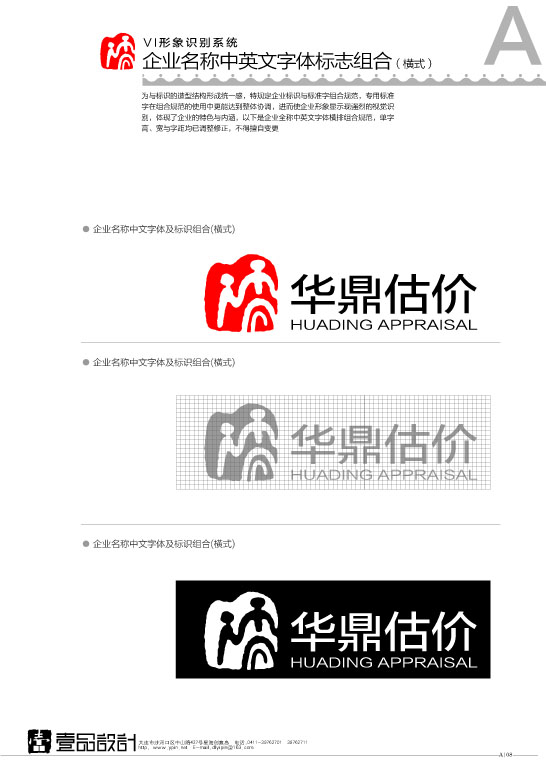 VI形象识别系统
企业名称中英文字体标志组合(横式)
A
为与标识的造型结构形成统一感，特规定企业标识与标准字组合规范，专用标准
字在组合规范的使用中更能达到整体协调，进而使企业形象显示观强烈的视觉识
别，体现了企业的特色与内涵，以下是企业全称中英文字体横排组合规范，单字
高、宽与字距均已调整修正，不得擅自变更
企业名称中文字体及标识组合(横式)
华鼎估价
HUADING APPRAISAL
企业名称中文字体及标识组合(横式)
华鼎估价
HUADING APPRAISAL
企业名称中文字体及标识组合(横式)
华鼎估价
HUADING APPRAISAL
壹品設計
A|08